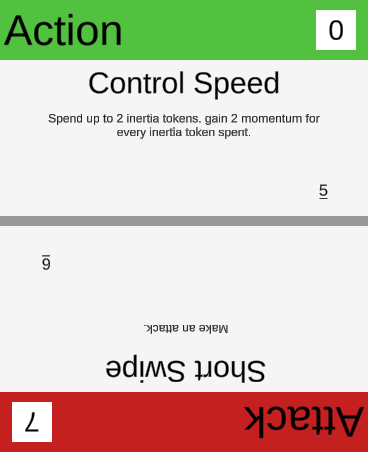 Action
0
Control Speed
Spend up to 2 inertia tokens. gain 2 momentum for
every inertia token spent.
5
Attack
7
Short Swipe
Make an attack.
6